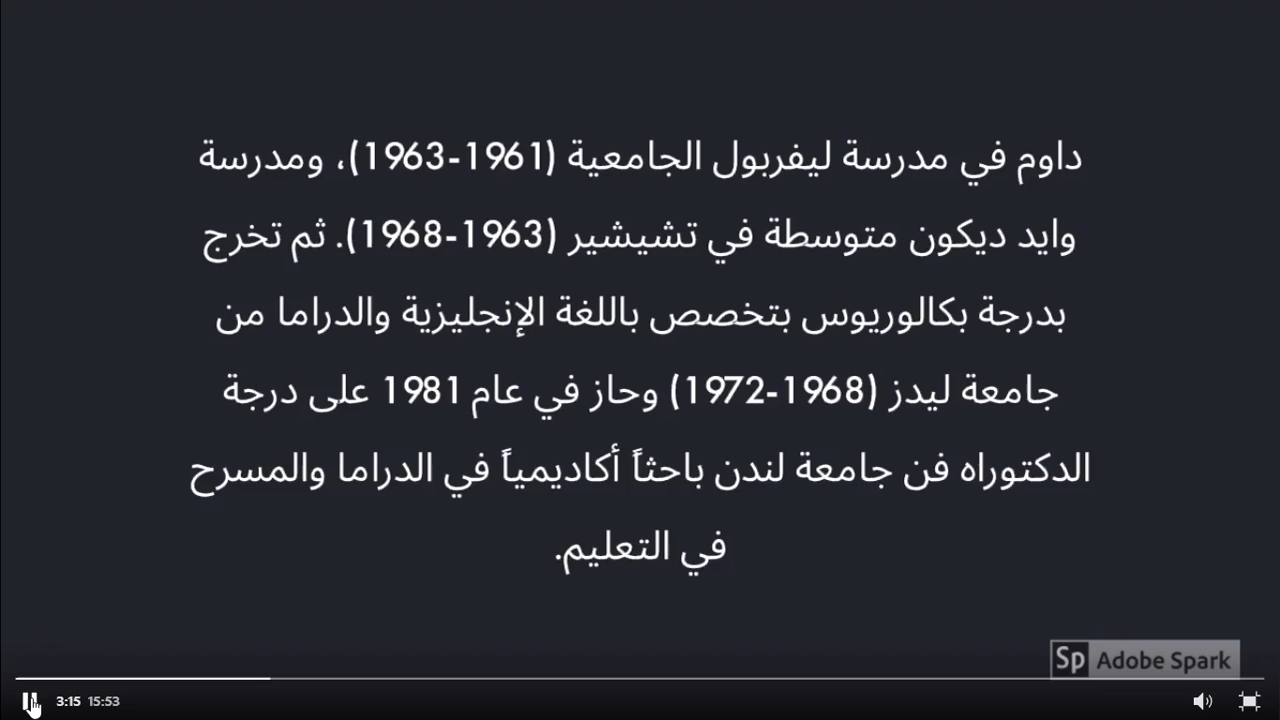 داوم في مدرسة ليفربول الجامعية (1961-1963)، ومدرسة
وايد ديكون متوسطة في تشيشير (1963-1968). ثم تخرج
بدرجة بكالوريوس بتخصص باللغة الإنجليزية والدراما من
جامعة ليدز (1968-1972) وحاز في عام 1981 على درجة
الدكتوراه فن جامعة لندن باحثاً أكاديمياً في الدراما والمسرح
في التعليم.
Sp Adobe Spark
3:15 15:53